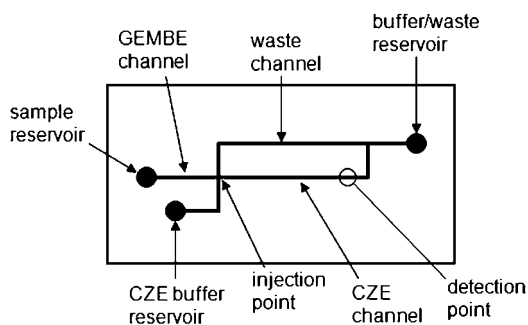 GEMBE
channel
waste
channel
buffer/waste
reservoir
sample
reservoir
CZE buffer
reservoir
injection
point
CZE
channel
detection
point